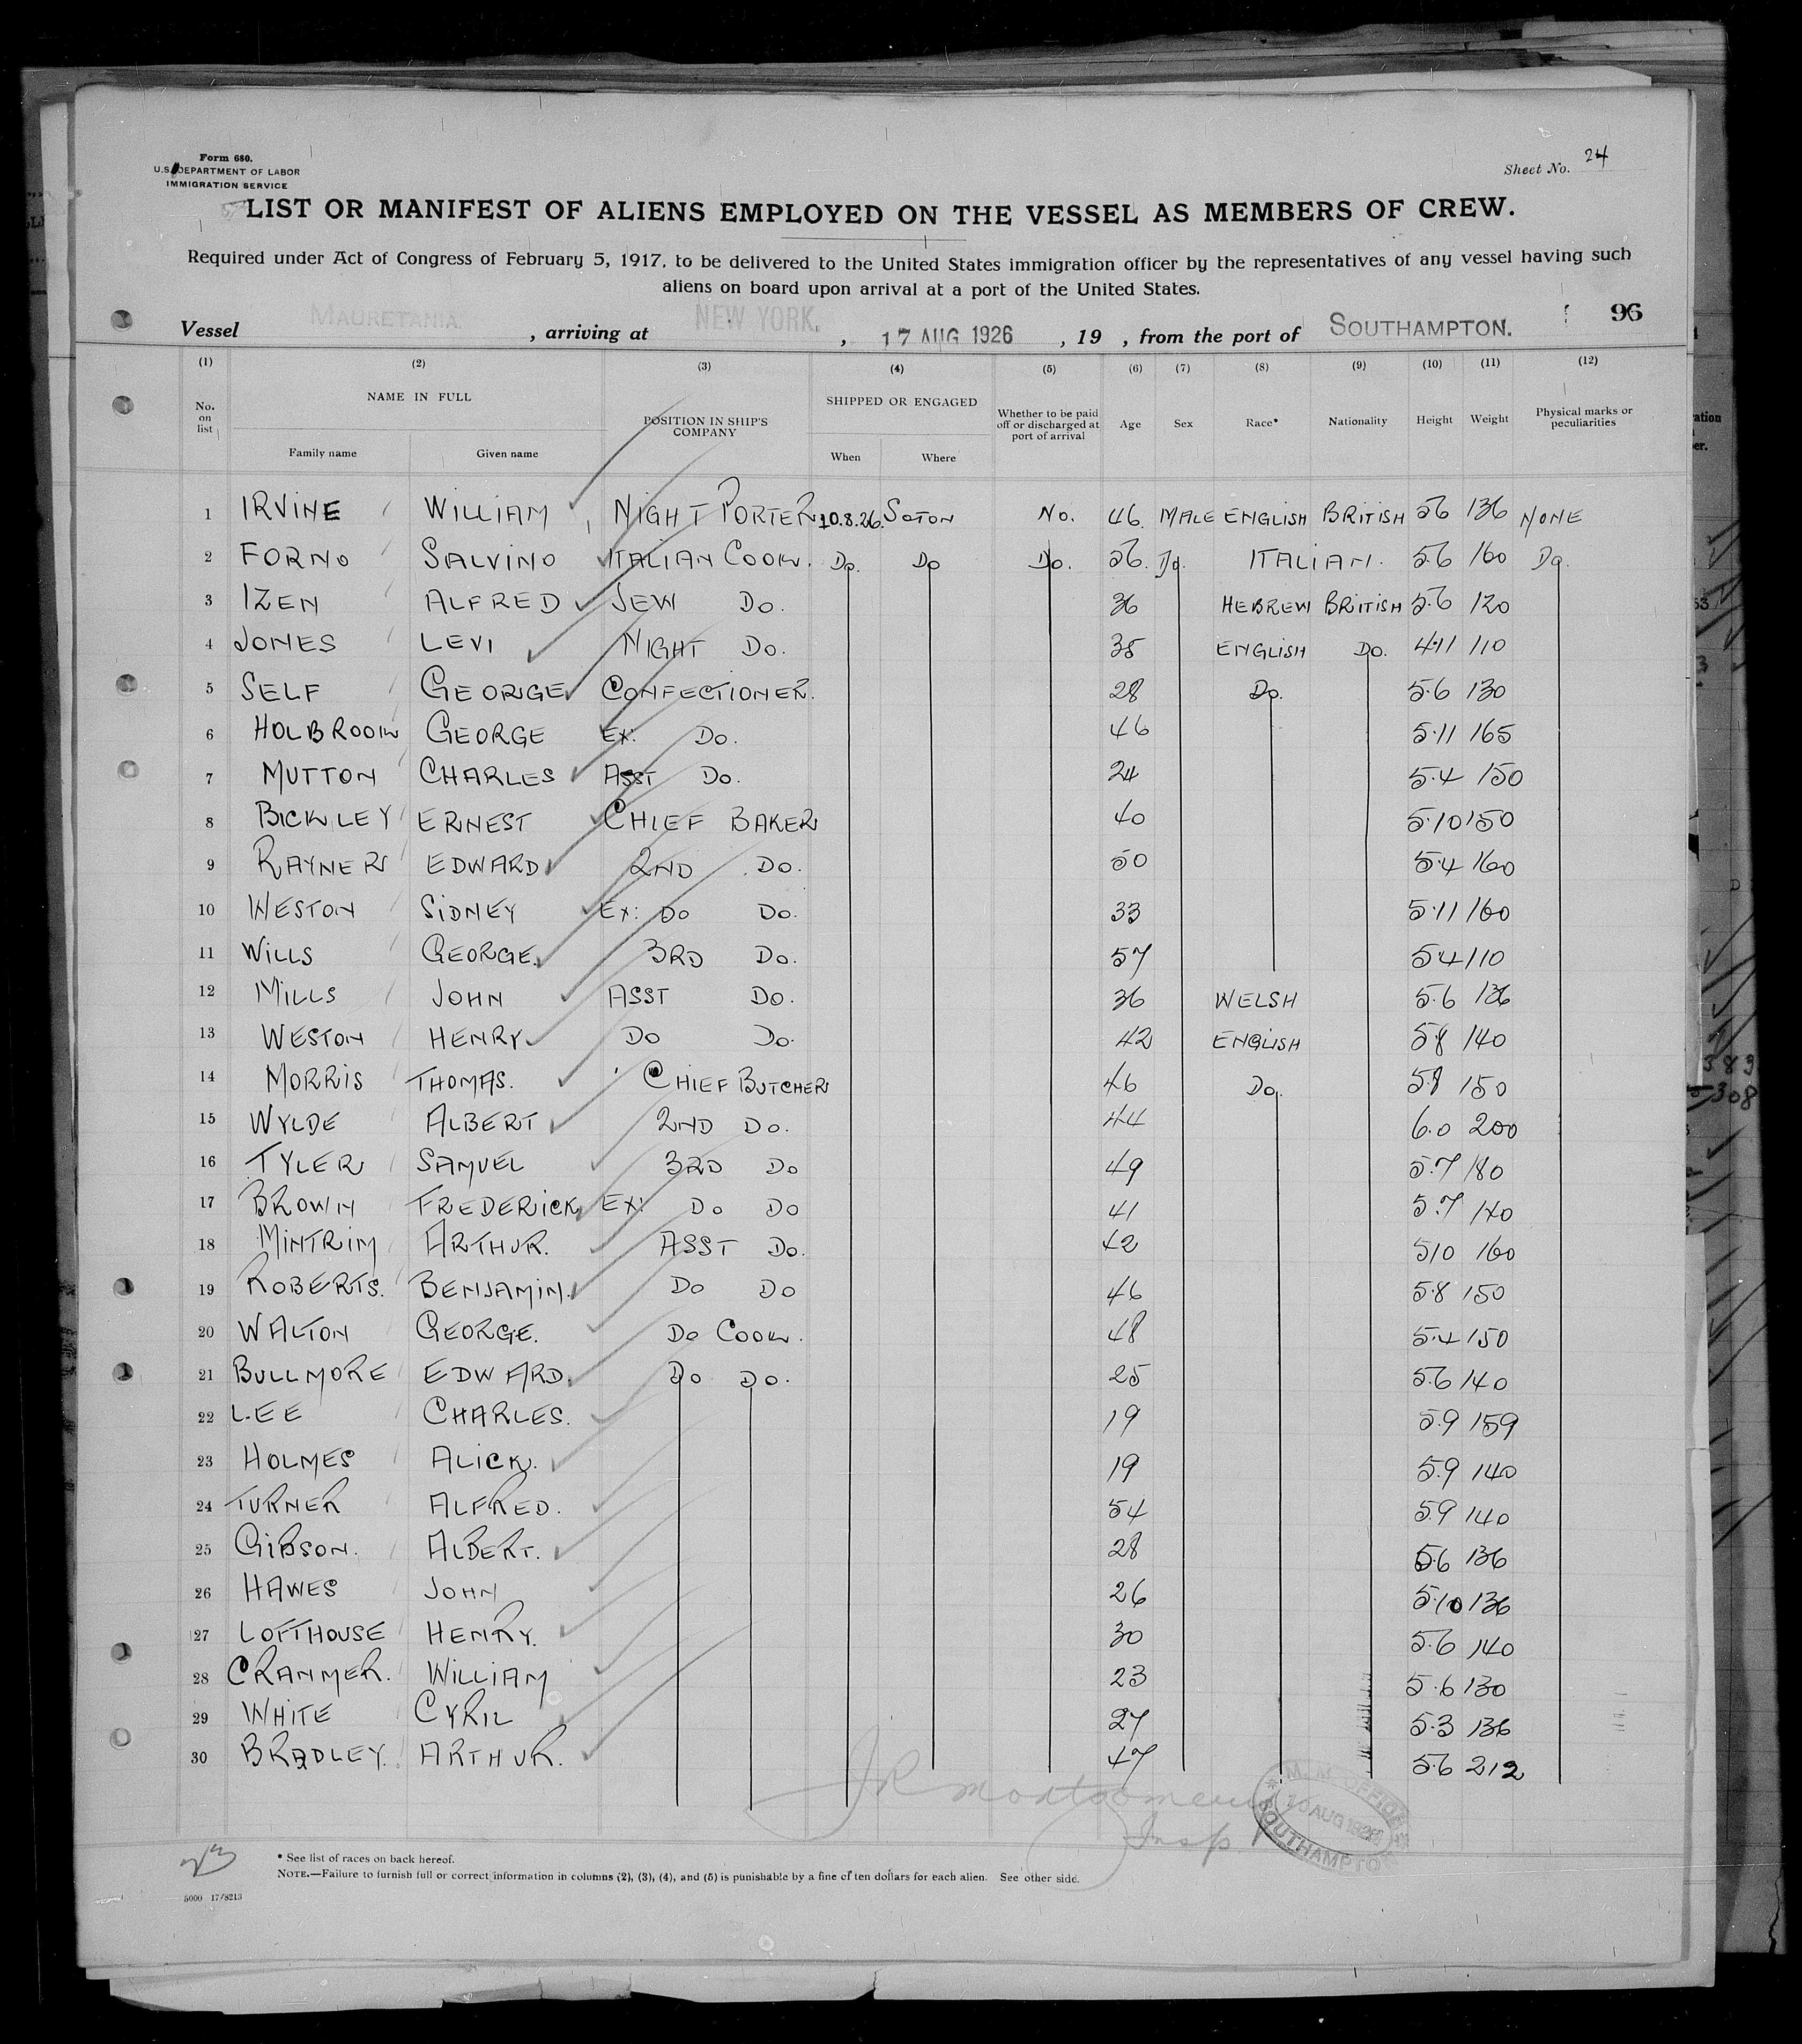 Form 680.
U.S. DEPARTMENT OF LABOR
IMMIGRATION SERVICE
Sheet No. 24
LIST OR MANIFEST OF ALIENS EMPLOYED ON THE VESSEL AS MEMBERS OF CREW.
Required under Act of Congress of February 5, 1917, to be delivered to the United States immigration officer by the representatives of any vessel having such
aliens on board upon arrival at a port of the United States.
96
Vessel MAURETANIA. , arriving at NEW YORK. , 17 AUG 1926 , 19 , from the port of SOUTHAMPTON.
(1) (2) (3) (4) (5) (6) (7) (8) (9) (10) (11) (12)
No. on list NAME IN FULL Family name Given name POSITION IN SHIP'S COMPANY SHIPPED OR ENGAGED When Where Whether to be paid off or discharged at port of arrival Age Sex Race* Nationality Height Weight Physical marks or peculiarities
1 IRVINE WILLIAM NIGHT PORTER 10.8.26. SOTON NO. 46. MALE ENGLISH BRITISH 56 136 NONE
2 FORNO SALVINO ITALIAN COOK. DO. DO DO. 56. DO. ITALIAN. 5.6 160 DO.
3 IZEN ALFRED JEW DO. 36 HEBREW BRITISH 5.6 120
4 JONES LEVI NIGHT DO. 35 ENGLISH DO. 4.11 110
5 SELF GEORGE CONFECTIONER. 28 DO. 5.6 130
6 HOLBROOK GEORGE EX: DO. 46 5.11 165
7 MUTTON CHARLES ASST DO. 24 5.4 150
8 BICKLEY ERNEST CHIEF BAKER 40 5.10 150
9 RAYNER EDWARD 2ND DO. 50 5.4 160
10 WESTON SIDNEY EX: DO DO. 33 5.11 160
11 WILLS GEORGE. 3RD DO. 57 5.4 110
12 MILLS JOHN ASST DO. 36 WELSH 5.6 136
13 WESTON HENRY DO DO. 42 ENGLISH 5.8 140
14 MORRIS THOMAS. CHIEF BUTCHER 46 DO. 5.8 150
15 WYLDE ALBERT 2ND DO. 44 6.0 200
16 TYLER SAMUEL 3RD DO 49 5.7 180
17 BROWN FREDERICK EX: DO DO 41 5.7 140
18 MINTRIM ARTHUR. ASST DO. 42 510 160
19 ROBERTS. BENJAMIN. DO DO 46 5.8 150
20 WALTON GEORGE. DO COOK. 48 5.4 150
21 BULLMORE EDWARD. DO DO. 25 5.6 140
22 LEE CHARLES. 19 5.9 159
23 HOLMES ALICK. 19 5.9 140
24 TURNER ALFRED. 54 5.9 140
25 GIBSON. ALBERT. 28 5.6 136
26 HAWES JOHN 26 5.10 136
27 LOFTHOUSE HENRY. 30 5.6 140
28 CRANMER. WILLIAM 23 5.6 130
29 WHITE CYRIL 27 5.3 136
30 BRADLEY. ARTHUR. 47 5.6 212
JR Montgomery
Insp
M.M. OFFICE
10 AUG 1926
SOUTHAMPTON
* See list of races on back hereof.
NOTE.—Failure to furnish full or correct information in columns (2), (3), (4), and (5) is punishable by a fine of ten dollars for each alien. See other side.
5000 17/8213